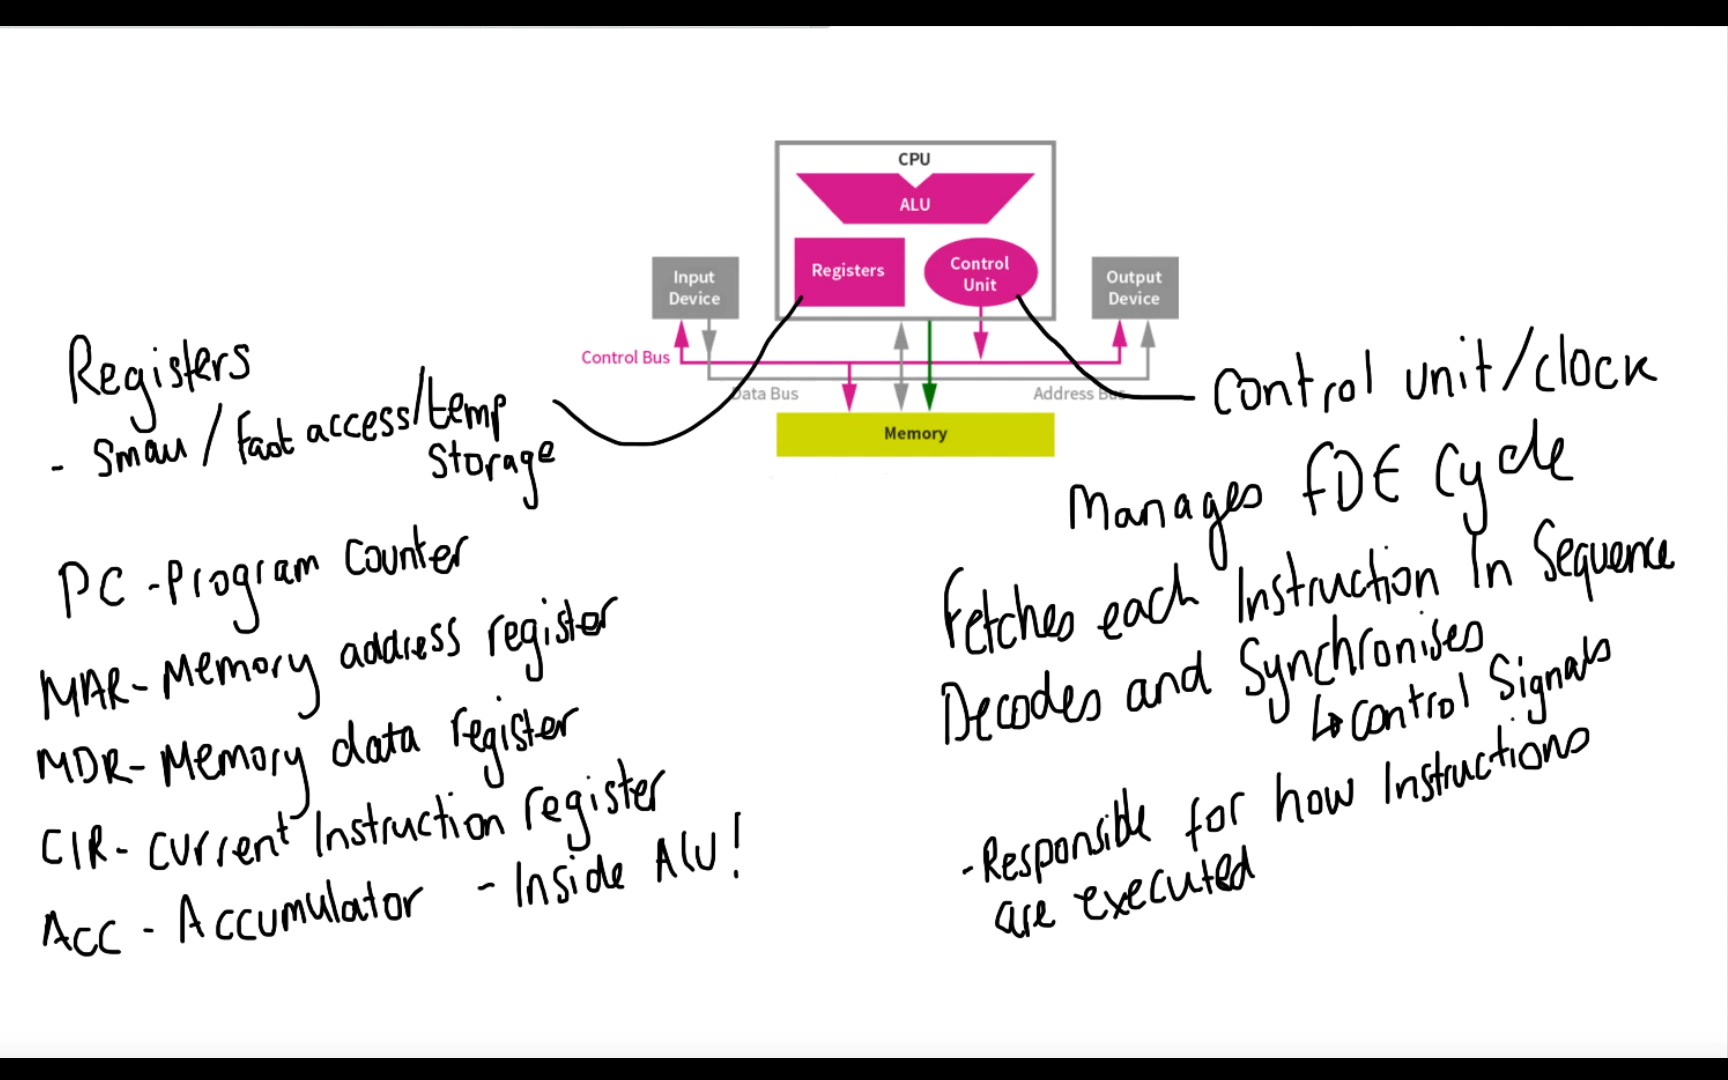 CPU
ALU
Registers
Control
Unit
Input
Device
Output
Device
Control Bus
Data Bus
Address Bus
Memory
Registers
- Small / Fast access/temp
Storage
PC - Program Counter
MAR - Memory address register
MDR - Memory data register
CIR - Current Instruction register
Acc - Accumulator - Inside ALU!
Control unit/clock
Manages FDE Cycle
Fetches each Instruction In Sequence
Decodes and Synchronises
↳ Control Signals
- Responsible for how Instructions
are executed